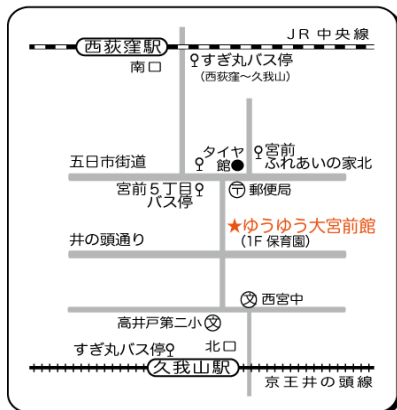 JR 中央線
西荻窪駅
南口
すぎ丸バス停
(西荻窪〜久我山)
タイヤ
館
宮前
ふれあいの家北
五日市街道
宮前5丁目
バス停
〒郵便局
★ゆうゆう大宮前館
(1F 保育園)
井の頭通り
文 西宮中
高井戸第二小 文
すぎ丸バス停
北口
久我山駅
京王井の頭線